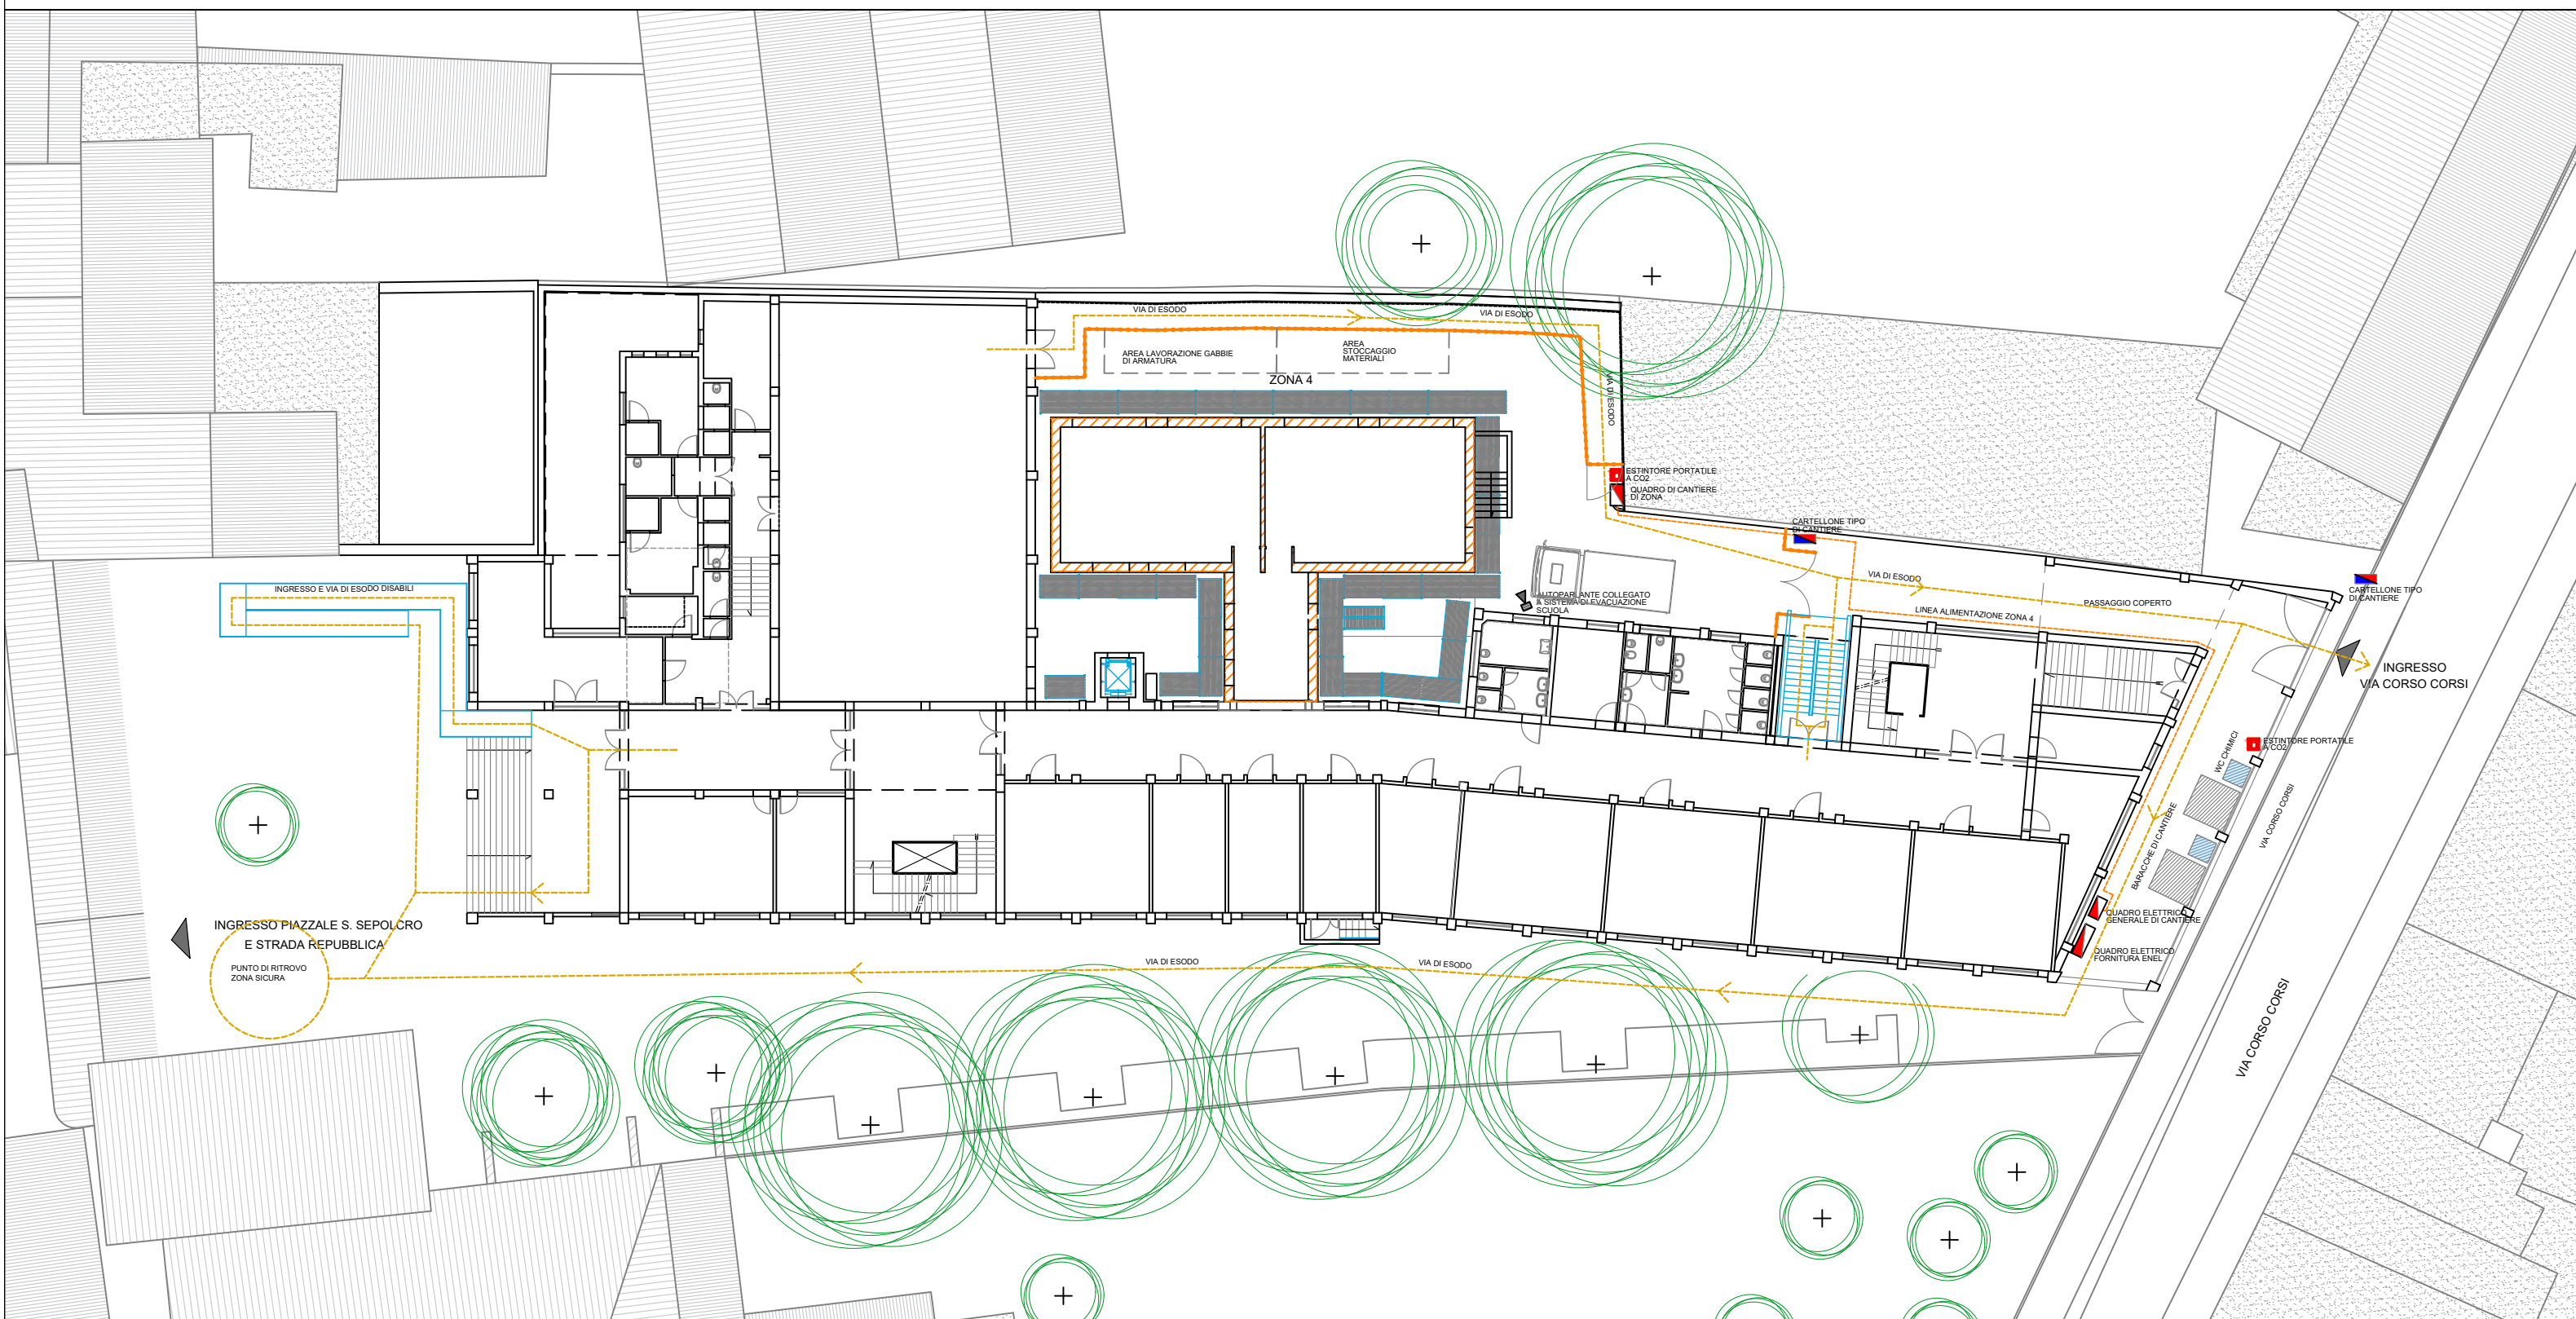 VIA DI ESODO
VIA DI ESODO
AREA LAVORAZIONE GABBIE
DI ARMATURA
AREA
STOCCAGGIO
MATERIALI
ZONA 4
VIA DI ESODO
ESTINTORE PORTATILE
A CO2
QUADRO DI CANTIERE
DI ZONA
CARTELLONE TIPO
DI CANTIERE
INGRESSO E VIA DI ESODO DISABILI
AUTOPARLANTE COLLEGATO
A SISTEMA DI EVACUAZIONE
SCUOLA
VIA DI ESODO
LINEA ALIMENTAZIONE ZONA 4
PASSAGGIO COPERTO
CARTELLONE TIPO
DI CANTIERE
INGRESSO
VIA CORSO CORSI
ESTINTORE PORTATILE
A CO2
WC CHIMICI
BARACCHE DI CANTIERE
VIA CORSO CORSI
QUADRO ELETTRICO
GENERALE DI CANTIERE
QUADRO ELETTRICO
FORNITURA ENEL
INGRESSO PIAZZALE S. SEPOLCRO
E STRADA REPUBBLICA
PUNTO DI RITROVO
ZONA SICURA
VIA DI ESODO
VIA DI ESODO
VIA CORSO CORSI